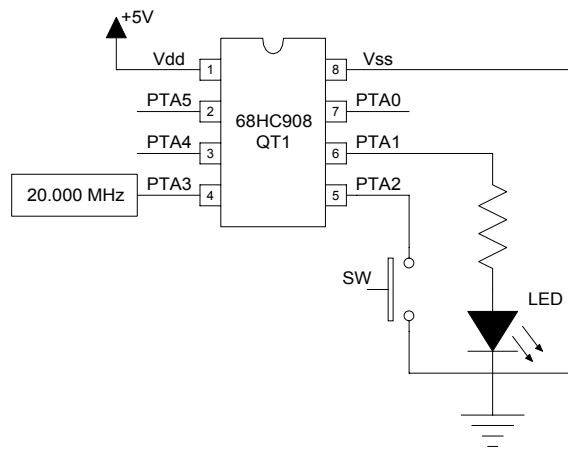 +5V
Vdd 1 8 Vss
PTA5 2 7 PTA0
68HC908
QT1
PTA4 3 6 PTA1
20.000 MHz PTA3 4 5 PTA2
SW
LED